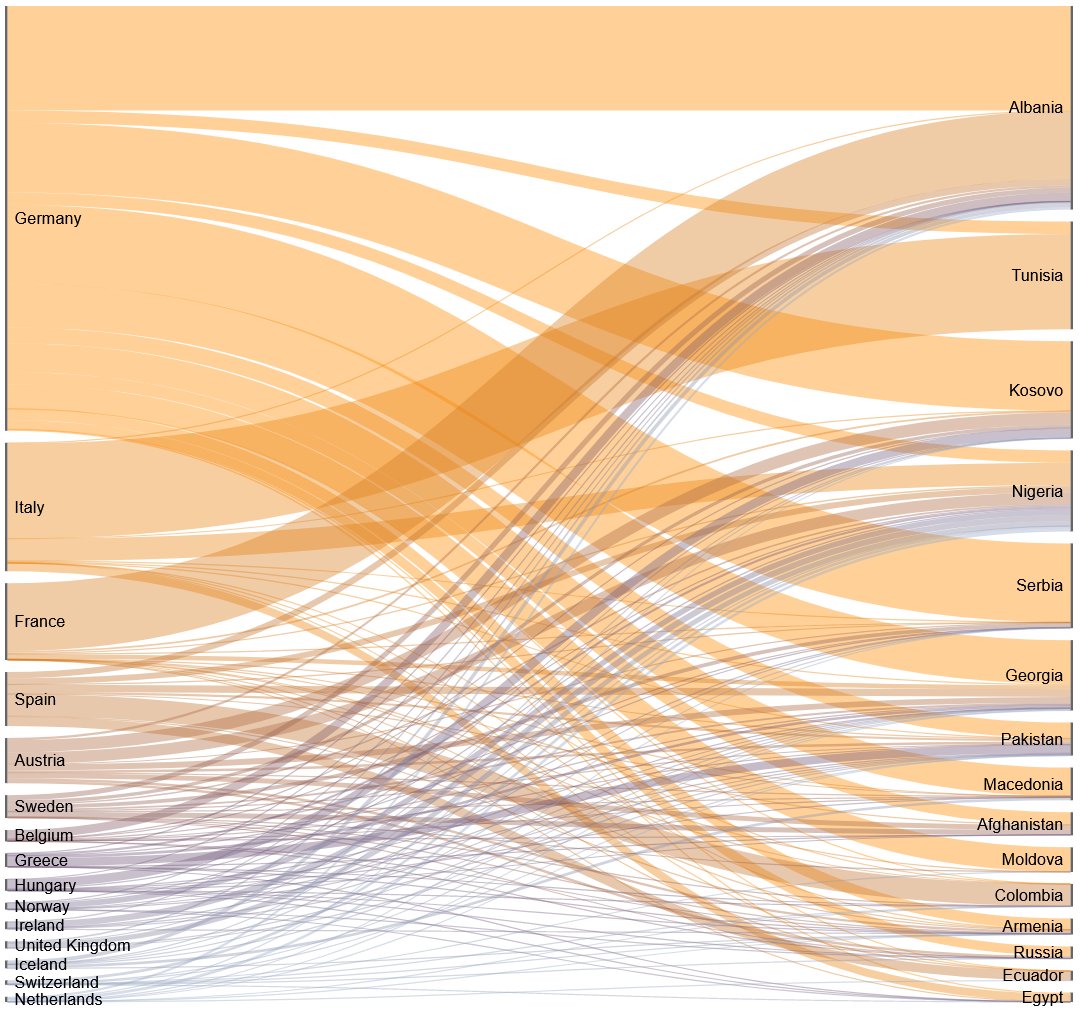 Germany
Italy
France
Spain
Austria
Sweden
Belgium
Greece
Hungary
Norway
Ireland
United Kingdom
Iceland
Switzerland
Netherlands
Albania
Tunisia
Kosovo
Nigeria
Serbia
Georgia
Pakistan
Macedonia
Afghanistan
Moldova
Colombia
Armenia
Russia
Ecuador
Egypt